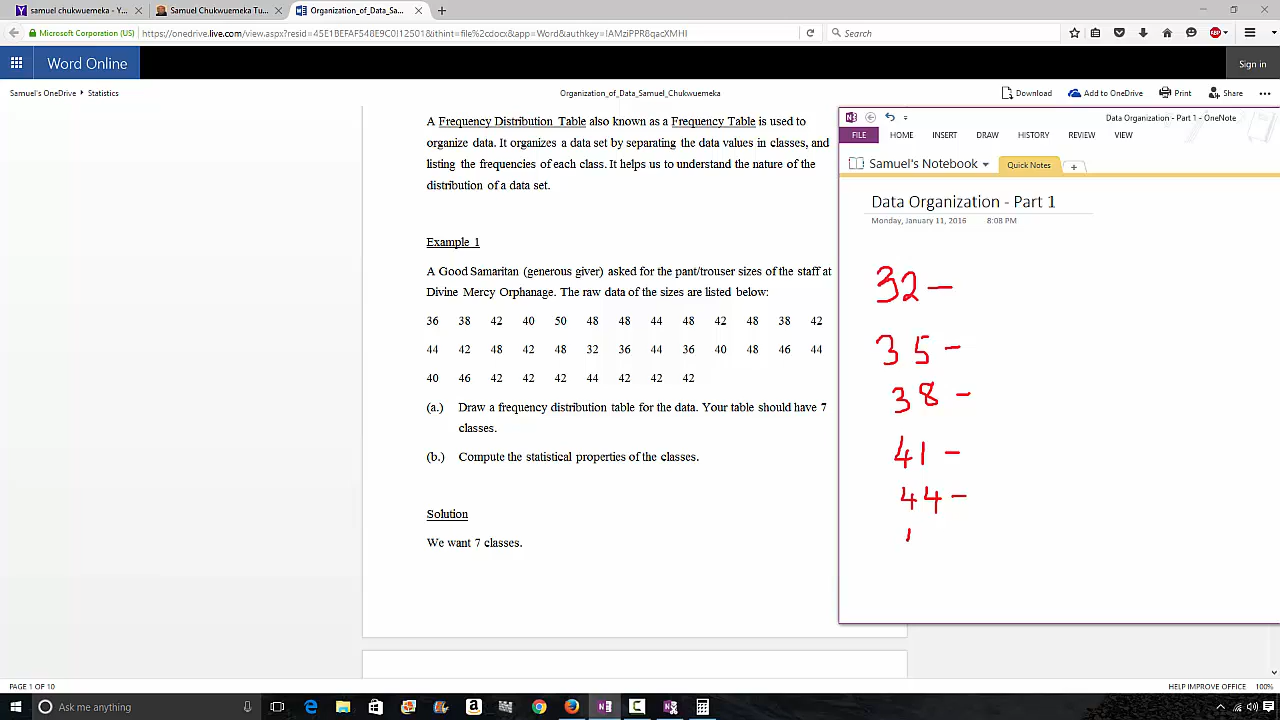 samuel chukwuemeka - Y...
Samuel Chukwuemeka Tu...
Organization_of_Data_Sa...
Microsoft Corporation (US)
https://onedrive.live.com/view.aspx?resid=45E1BEFAF548E9C0!12501&ithint=file%2cdocx&app=Word&authkey=!AMziPPR8qacXMHI
Search
Word Online
Sign in
Samuel's OneDrive
Statistics
Organization_of_Data_Samuel_Chukwuemeka
Download
Add to OneDrive
Print
Share
A Frequency Distribution Table also known as a Frequency Table is used to
organize data. It organizes a data set by separating the data values in classes, and
listing the frequencies of each class. It helps us to understand the nature of the
distribution of a data set.
Example 1
A Good Samaritan (generous giver) asked for the pant/trouser sizes of the staff at
Divine Mercy Orphanage. The raw data of the sizes are listed below:
36 38 42 40 50 48 48 44 48 42 48 38 42
44 42 48 42 48 32 36 44 36 40 48 46 44
40 46 42 42 42 44 42 42 42
(a.) Draw a frequency distribution table for the data. Your table should have 7
classes.
(b.) Compute the statistical properties of the classes.
Solution
We want 7 classes.
Data Organization - Part 1 - OneNote
FILE HOME INSERT DRAW HISTORY REVIEW VIEW
Samuel's Notebook
Quick Notes
Data Organization - Part 1
Monday, January 11, 2016 8:08 PM
32 -
35 -
38 -
41 -
44 -
PAGE 1 OF 10
HELP IMPROVE OFFICE 100%
Ask me anything